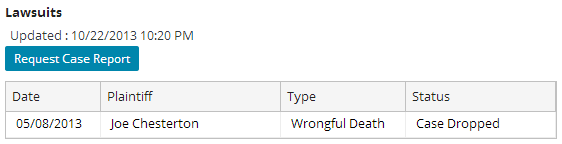 Lawsuits
Updated : 10/22/2013 10:20 PM
Request Case Report
Date Plaintiff Type Status
05/08/2013 Joe Chesterton Wrongful Death Case Dropped